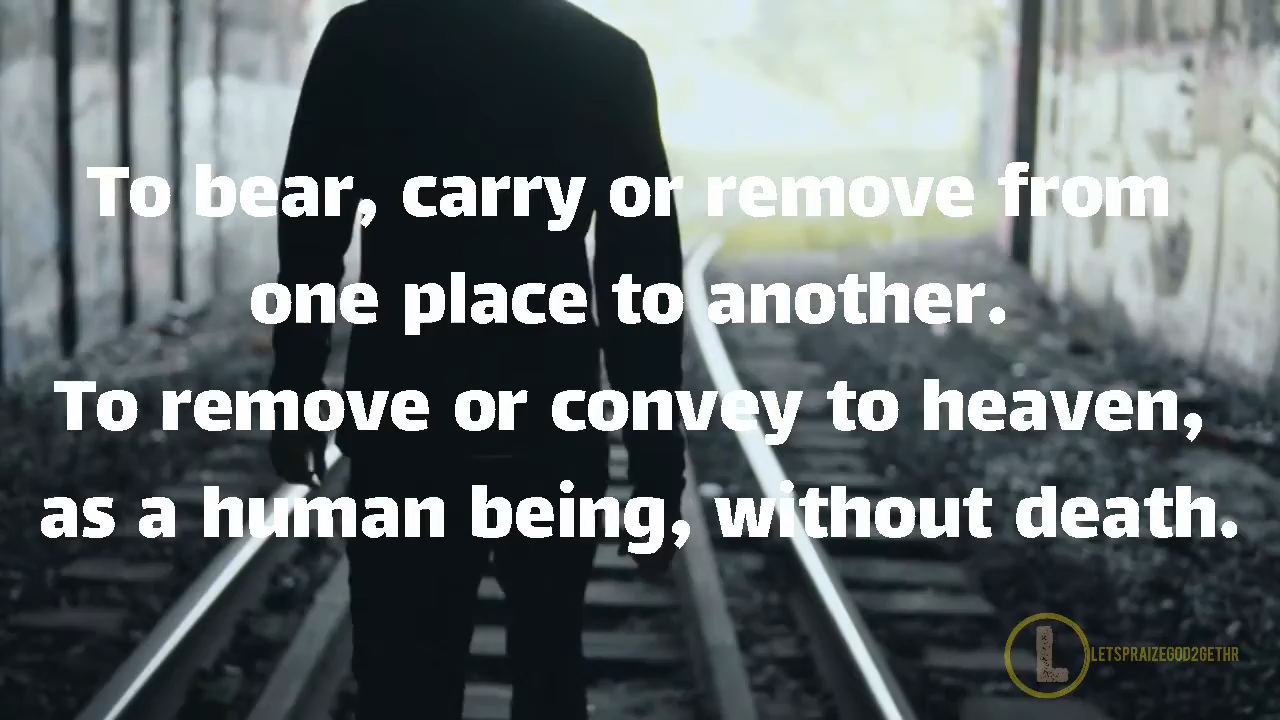 To bear, carry or remove from
one place to another.
To remove or convey to heaven,
as a human being, without death.
L
LETSPRAIZEGOD2GETHR